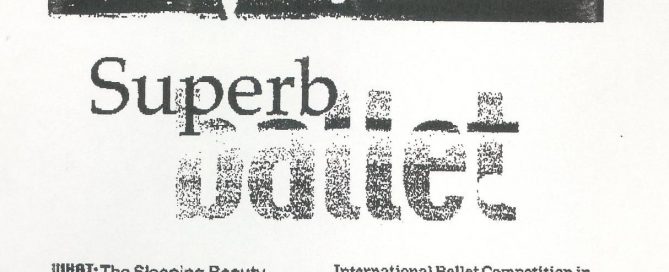 Superb
ballet
WHAT: The Sleeping Beauty
International Ballet Competition in